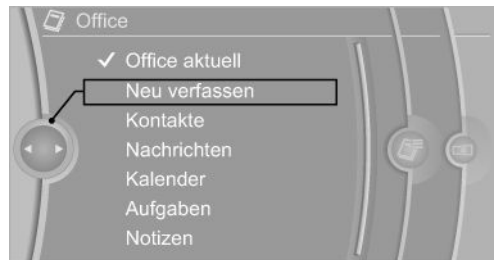 Office
Office aktuell
Neu verfassen
Kontakte
Nachrichten
Kalender
Aufgaben
Notizen